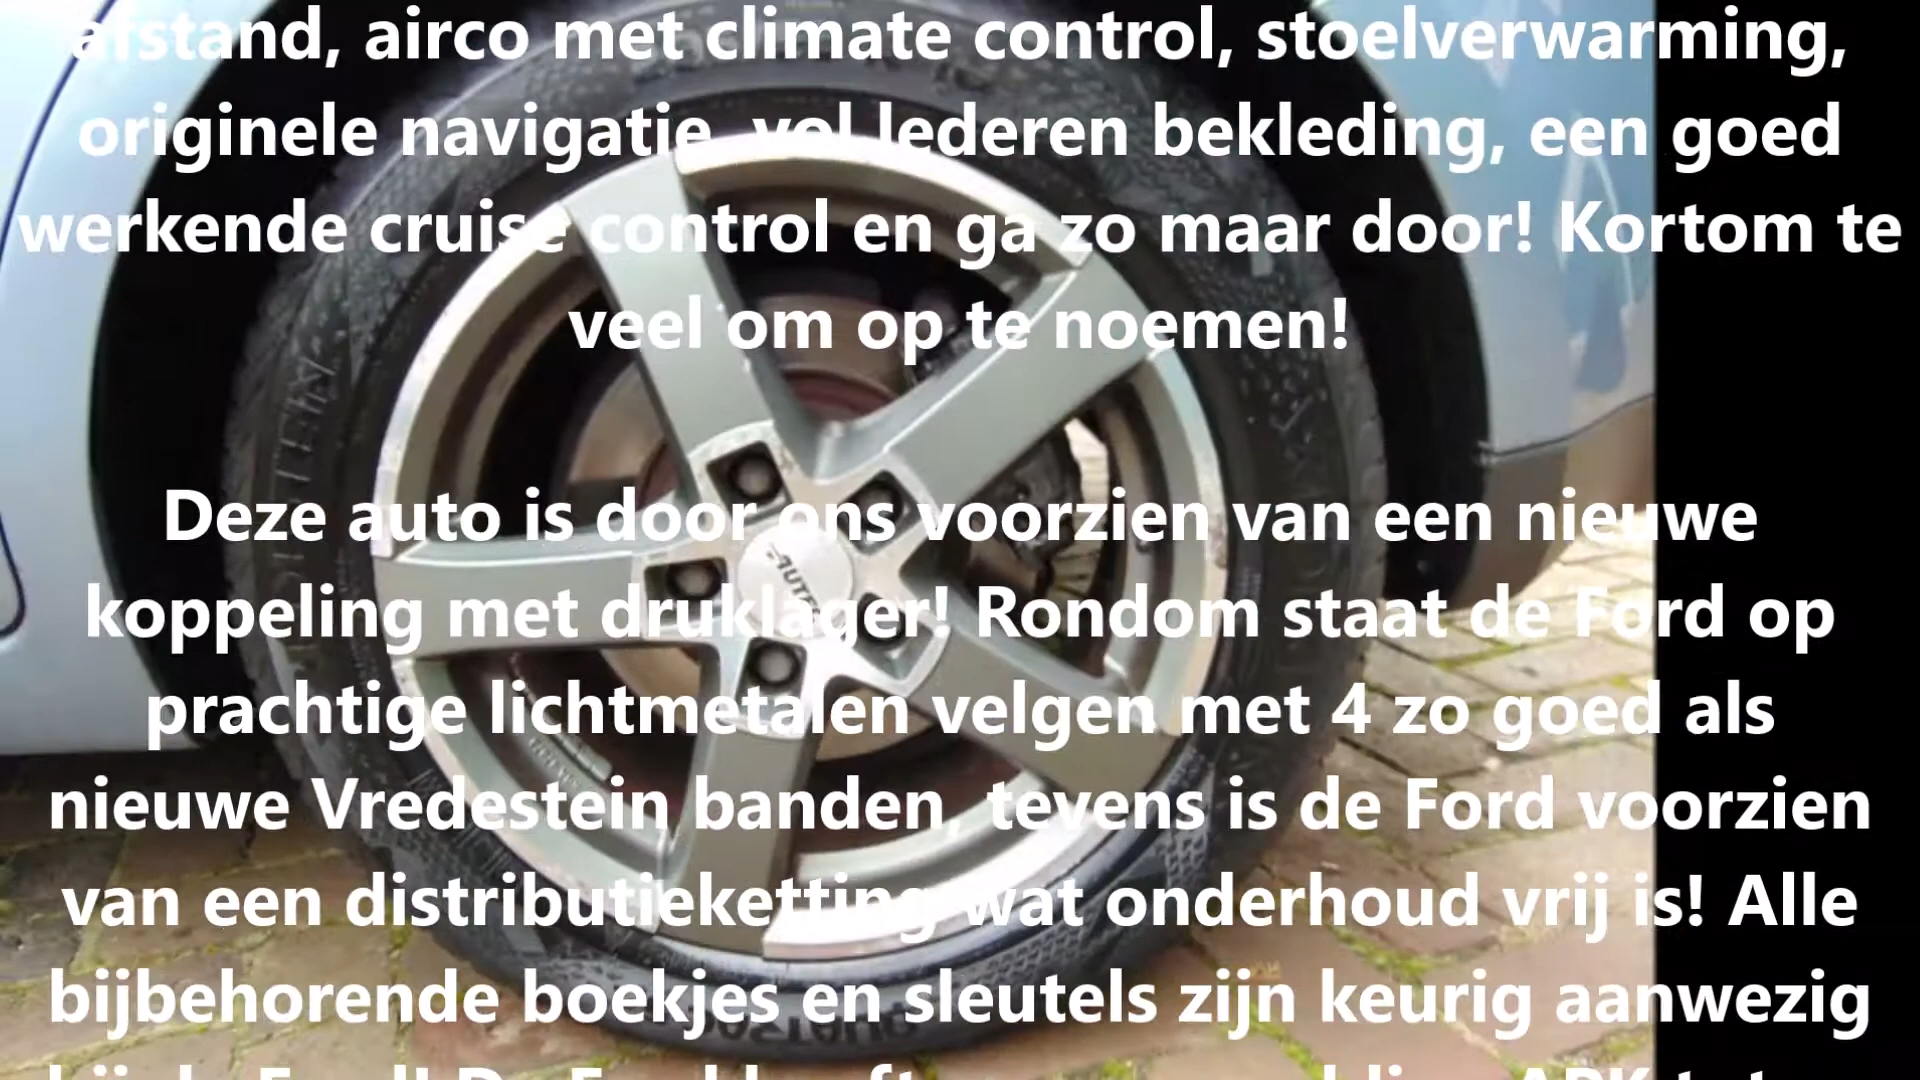 afstand, airco met climate control, stoelverwarming,
originele navigatie, vol lederen bekleding, een goed
werkende cruise control en ga zo maar door! Kortom te
veel om op te noemen!
Deze auto is door ons voorzien van een nieuwe
koppeling met druklager! Rondom staat de Ford op
prachtige lichtmetalen velgen met 4 zo goed als
nieuwe Vredestein banden, tevens is de Ford voorzien
van een distributieketting wat onderhoud vrij is! Alle
bijbehorende boekjes en sleutels zijn keurig aanwezig